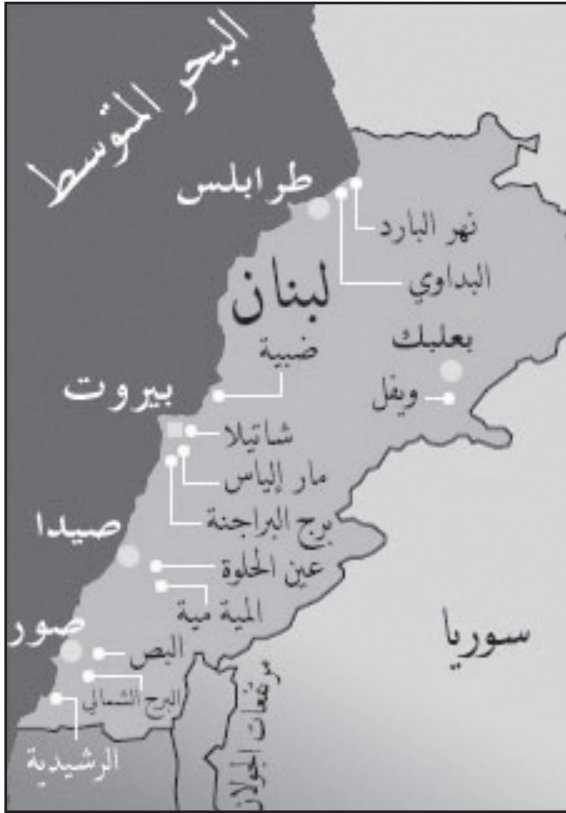 البحر المتوسط
طرابلس
نهر البارد
البداوي
لبنان
بعلبك
ضبية
ويفل
بيروت
شاتيلا
مار إلياس
برج البراجنة
صيدا
عين الحلوة
المية مية
سوريا
صور
البص
البرج الشمالي
الرشيدية
مرتفعات الجولان